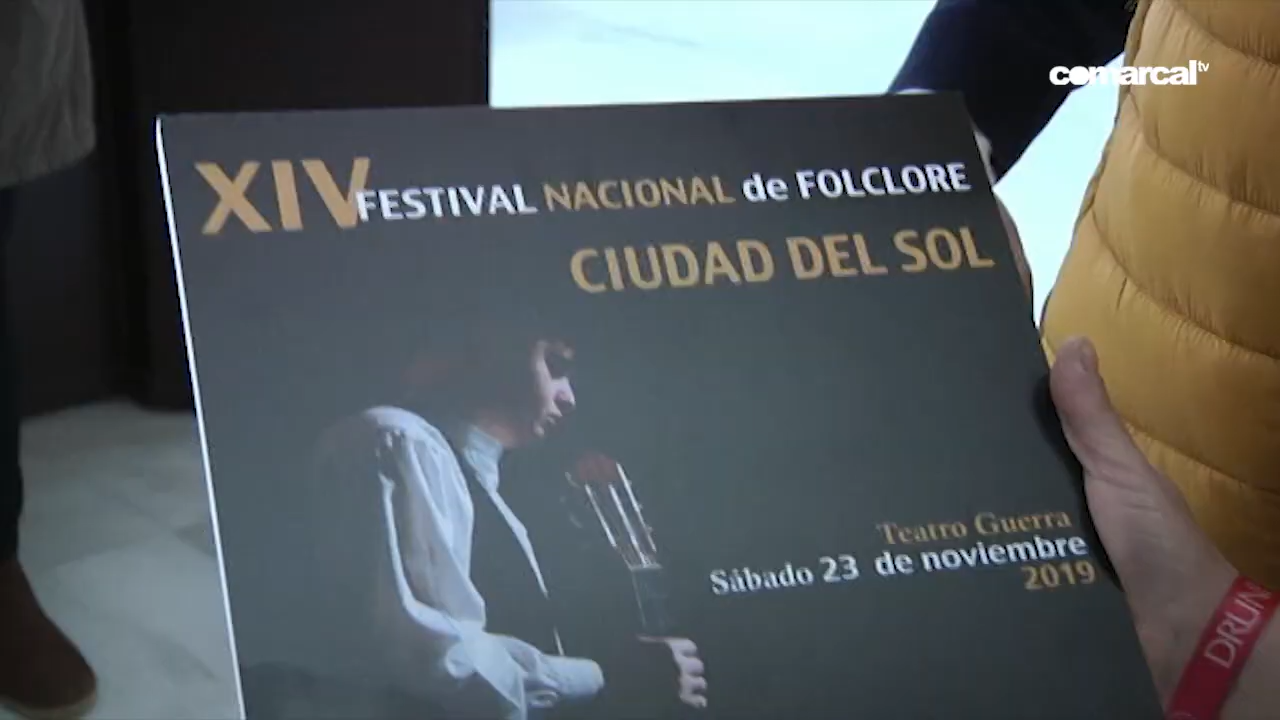 comarcal tv
XIV FESTIVAL NACIONAL de FOLCLORE
CIUDAD DEL SOL
Teatro Guerra
Sábado 23 de noviembre
2019